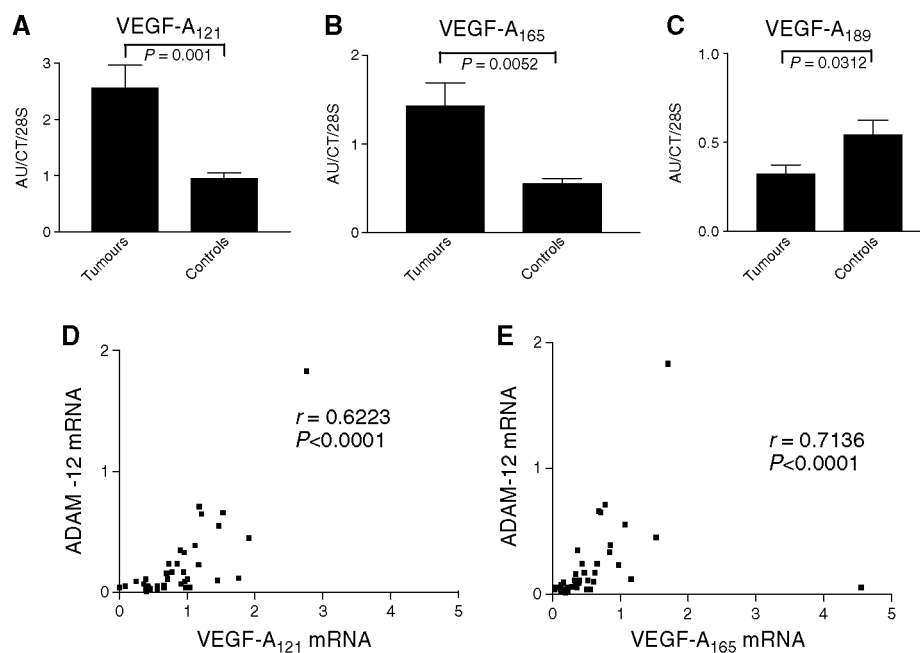 A
VEGF-A121
P = 0.001
AU/CT/28S
3
2
1
0
Tumours
Controls
B
VEGF-A165
P = 0.0052
AU/CT/28S
2
1
0
Tumours
Controls
C
VEGF-A189
P = 0.0312
AU/CT/28S
1.0
0.5
0.0
Tumours
Controls
D
ADAM -12 mRNA
2
1
0
r = 0.6223
P<0.0001
0 1 2 3 4 5
VEGF-A121 mRNA
E
ADAM-12 mRNA
2
1
0
r = 0.7136
P<0.0001
0 1 2 3 4 5
VEGF-A165 mRNA